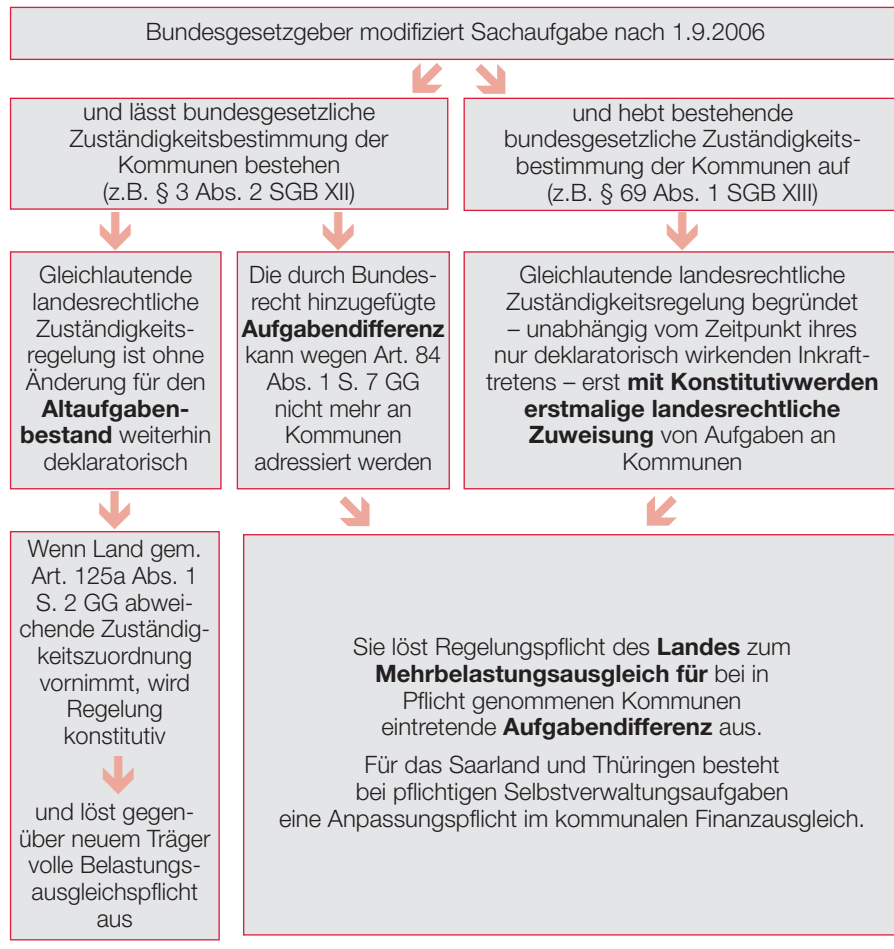 Bundesgesetzgeber modifiziert Sachaufgabe nach 1.9.2006
und lässt bundesgesetzliche
Zuständigkeitsbestimmung der
Kommunen bestehen
(z.B. § 3 Abs. 2 SGB XII)
und hebt bestehende
bundesgesetzliche Zuständigkeits-
bestimmung der Kommunen auf
(z.B. § 69 Abs. 1 SGB XIII)
Gleichlautende
landesrechtliche
Zuständigkeits-
regelung ist ohne
Änderung für den
Altaufgaben-
bestand weiterhin
deklaratorisch
Die durch Bundes-
recht hinzugefügte
Aufgabendifferenz
kann wegen Art. 84
Abs. 1 S. 7 GG
nicht mehr an
Kommunen
adressiert werden
Gleichlautende landesrechtliche
Zuständigkeitsregelung begründet
– unabhängig vom Zeitpunkt ihres
nur deklaratorisch wirkenden Inkraft-
tretens – erst mit Konstitutivwerden
erstmalige landesrechtliche
Zuweisung von Aufgaben an
Kommunen
Wenn Land gem.
Art. 125a Abs. 1
S. 2 GG abwei-
chende Zuständig-
keitszuordnung
vornimmt, wird
Regelung
konstitutiv
und löst gegen-
über neuem Träger
volle Belastungs-
ausgleichspflicht
aus
Sie löst Regelungspflicht des Landes zum
Mehrbelastungsausgleich für bei in
Pflicht genommenen Kommunen
eintretende Aufgabendifferenz aus.
Für das Saarland und Thüringen besteht
bei pflichtigen Selbstverwaltungsaufgaben
eine Anpassungspflicht im kommunalen Finanzausgleich.